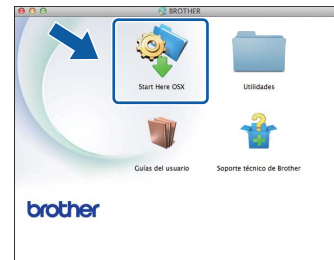 BROTHER
Start Here OSX
Utilidades
Guías del usuario
Soporte técnico de Brother
brother